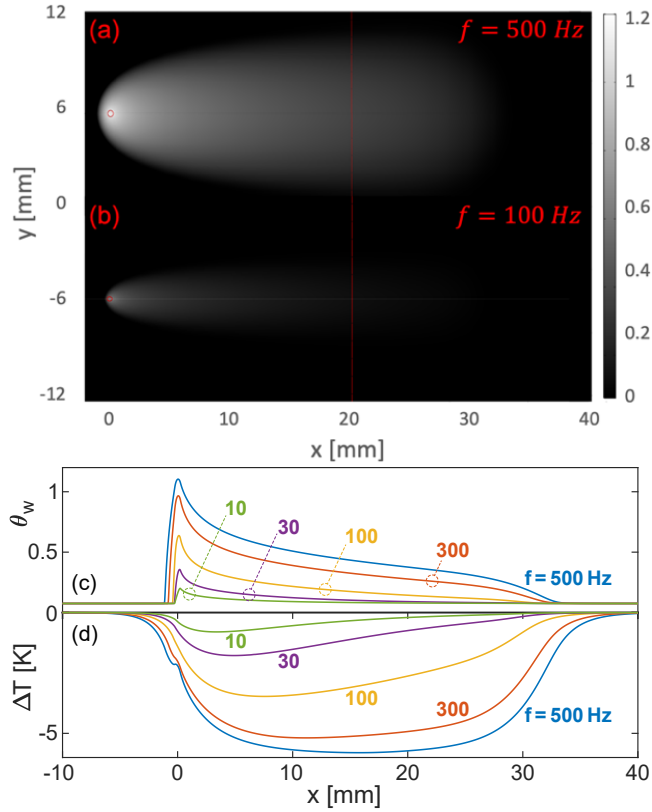 12
(a)
f = 500 Hz
1.2
6
1
0
0.8
(b)
f = 100 Hz
y [mm]
0.6
-6
0.4
0.2
-12
0
0
10
20
30
40
x [mm]
1
10
30
100
300
θw
0.5
(c)
f = 500 Hz
0
(d)
10
30
ΔT [K]
100
300
f = 500 Hz
-5
-10
0
10
20
30
40
x [mm]